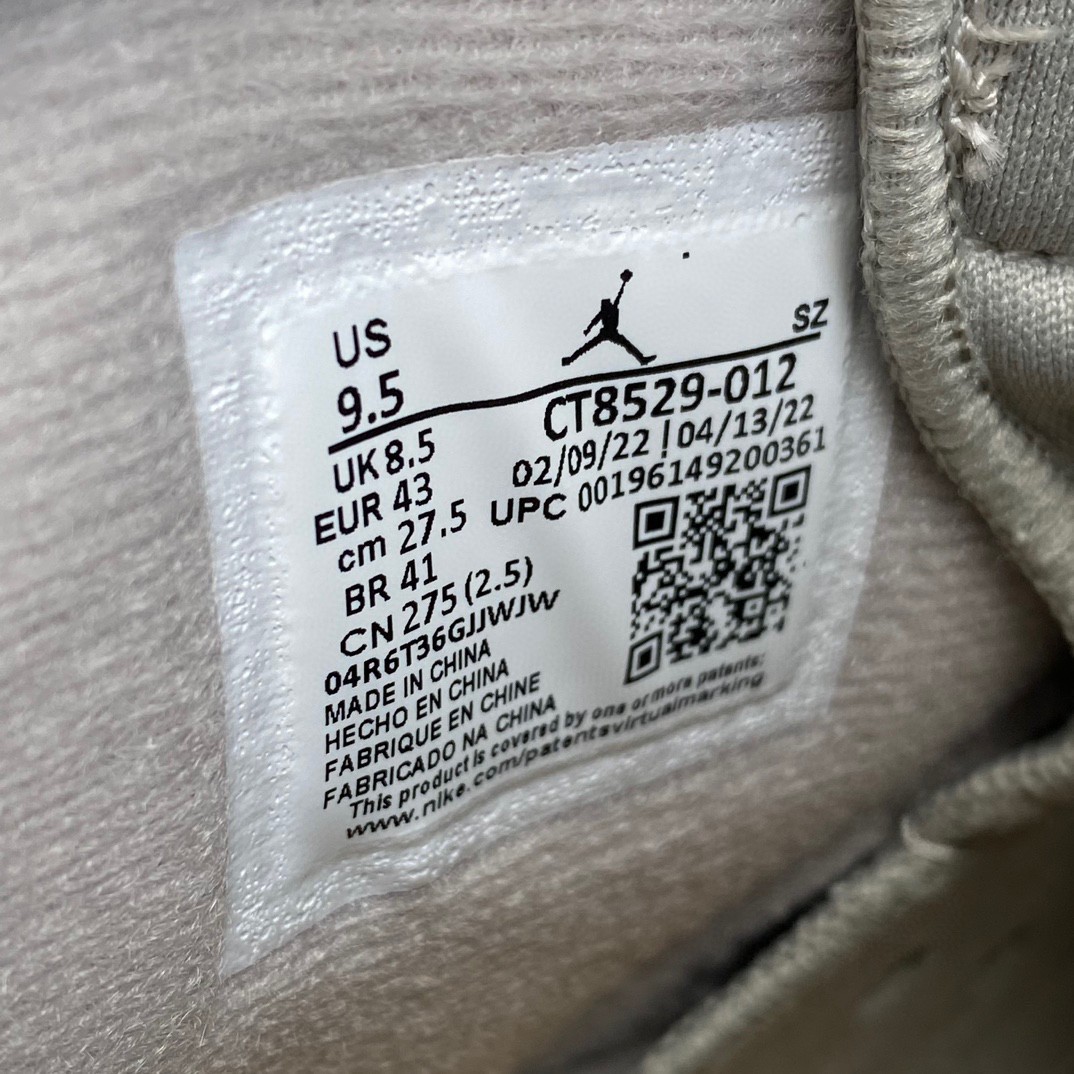 US
9.5
SZ
CT8529-012
02/09/22 | 04/13/22
UPC 00196149200361
UK 8.5
EUR 43
cm 27.5
BR 41
CN 275 (2.5)
04R6T36GJJWJW
MADE IN CHINA
HECHO EN CHINA
FABRIQUE EN CHINE
FABRICADO NA CHINA
This product is covered by one or more patents:
www.nike.com/patentsvirtualmarking